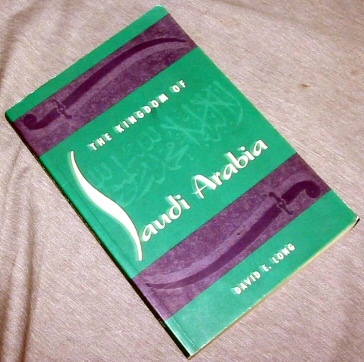 THE KINGDOM OF
Saudi Arabia
DAVID E. LONG